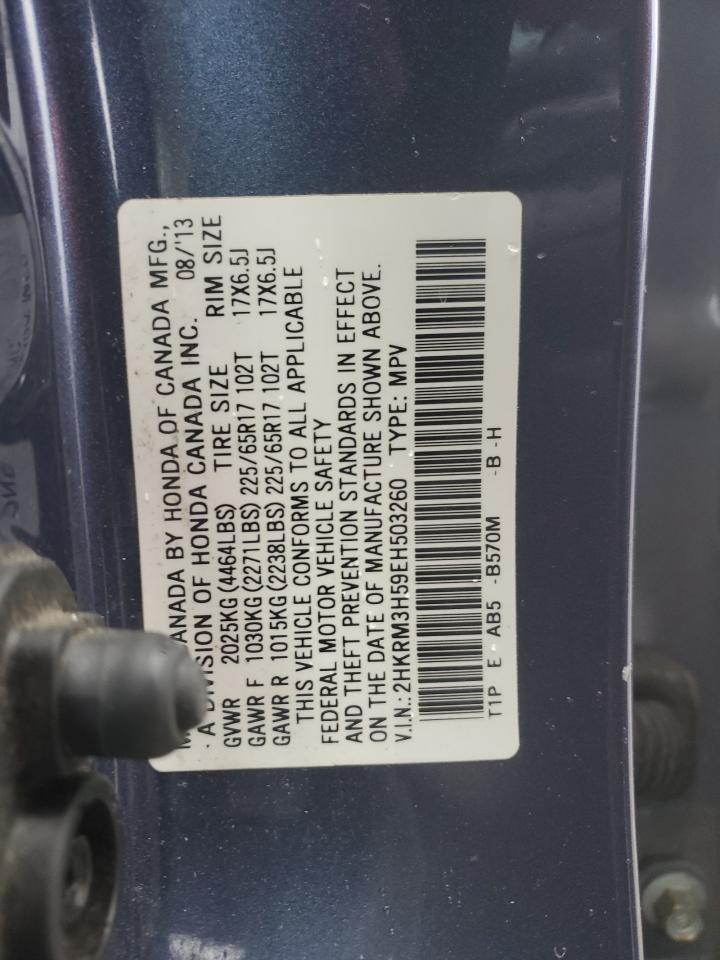 CANADA BY HONDA OF CANADA MFG.,
A DIVISION OF HONDA CANADA INC. 08/'13
GVWR 2025KG(4464LBS) TIRE SIZE RIM SIZE
GAWR F 1030KG(2271LBS) 225/65R17 102T 17X6.5J
GAWR R 1015KG(2238LBS) 225/65R17 102T 17X6.5J
THIS VEHICLE CONFORMS TO ALL APPLICABLE
FEDERAL MOTOR VEHICLE SAFETY
AND THEFT PREVENTION STANDARDS IN EFFECT
ON THE DATE OF MANUFACTURE SHOWN ABOVE.
V.I.N.:2HKRM3H59EH503260 TYPE: MPV
T1P E AB5 -B570M -B -H